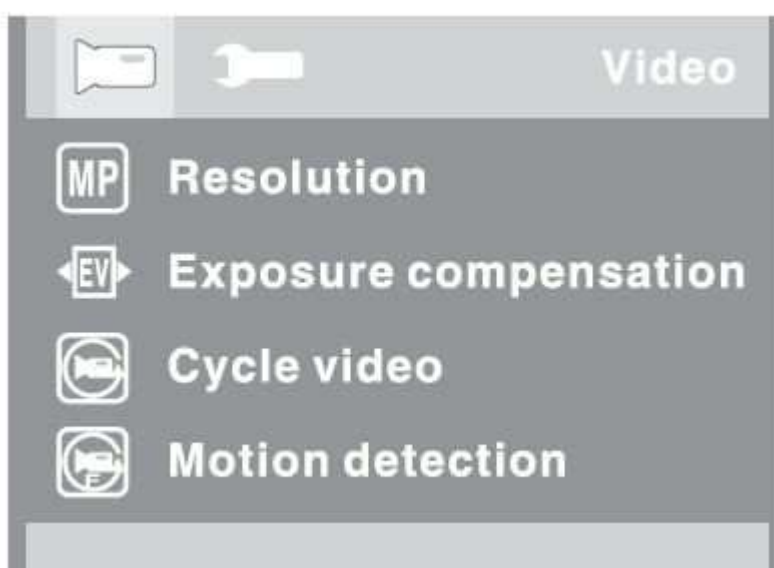 Video
MP Resolution
EV Exposure compensation
Cycle video
F Motion detection